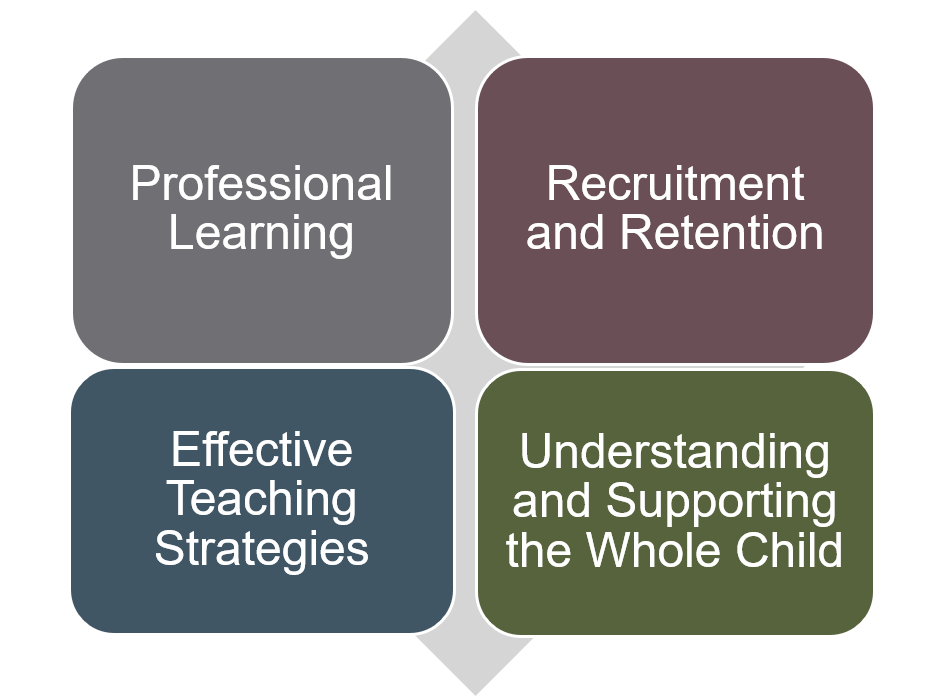 Professional
Learning
Recruitment
and Retention
Effective
Teaching
Strategies
Understanding
and Supporting
the Whole Child